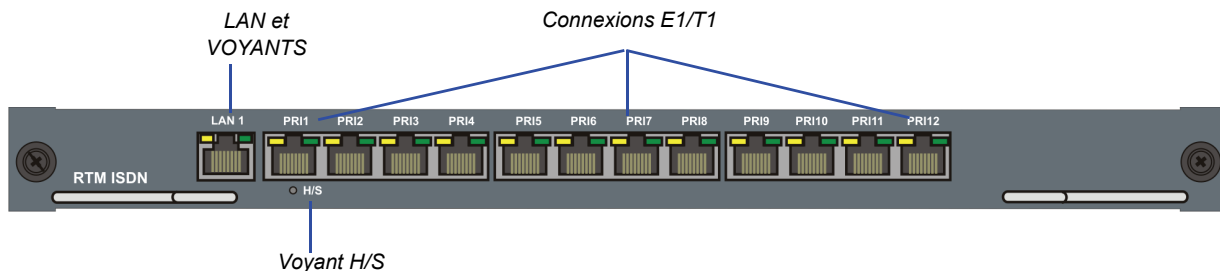 LAN et
VOYANTS
Connexions E1/T1
LAN 1 PRI1 PRI2 PRI3 PRI4 PRI5 PRI6 PRI7 PRI8 PRI9 PRI10 PRI11 PRI12
RTM ISDN
H/S
Voyant H/S